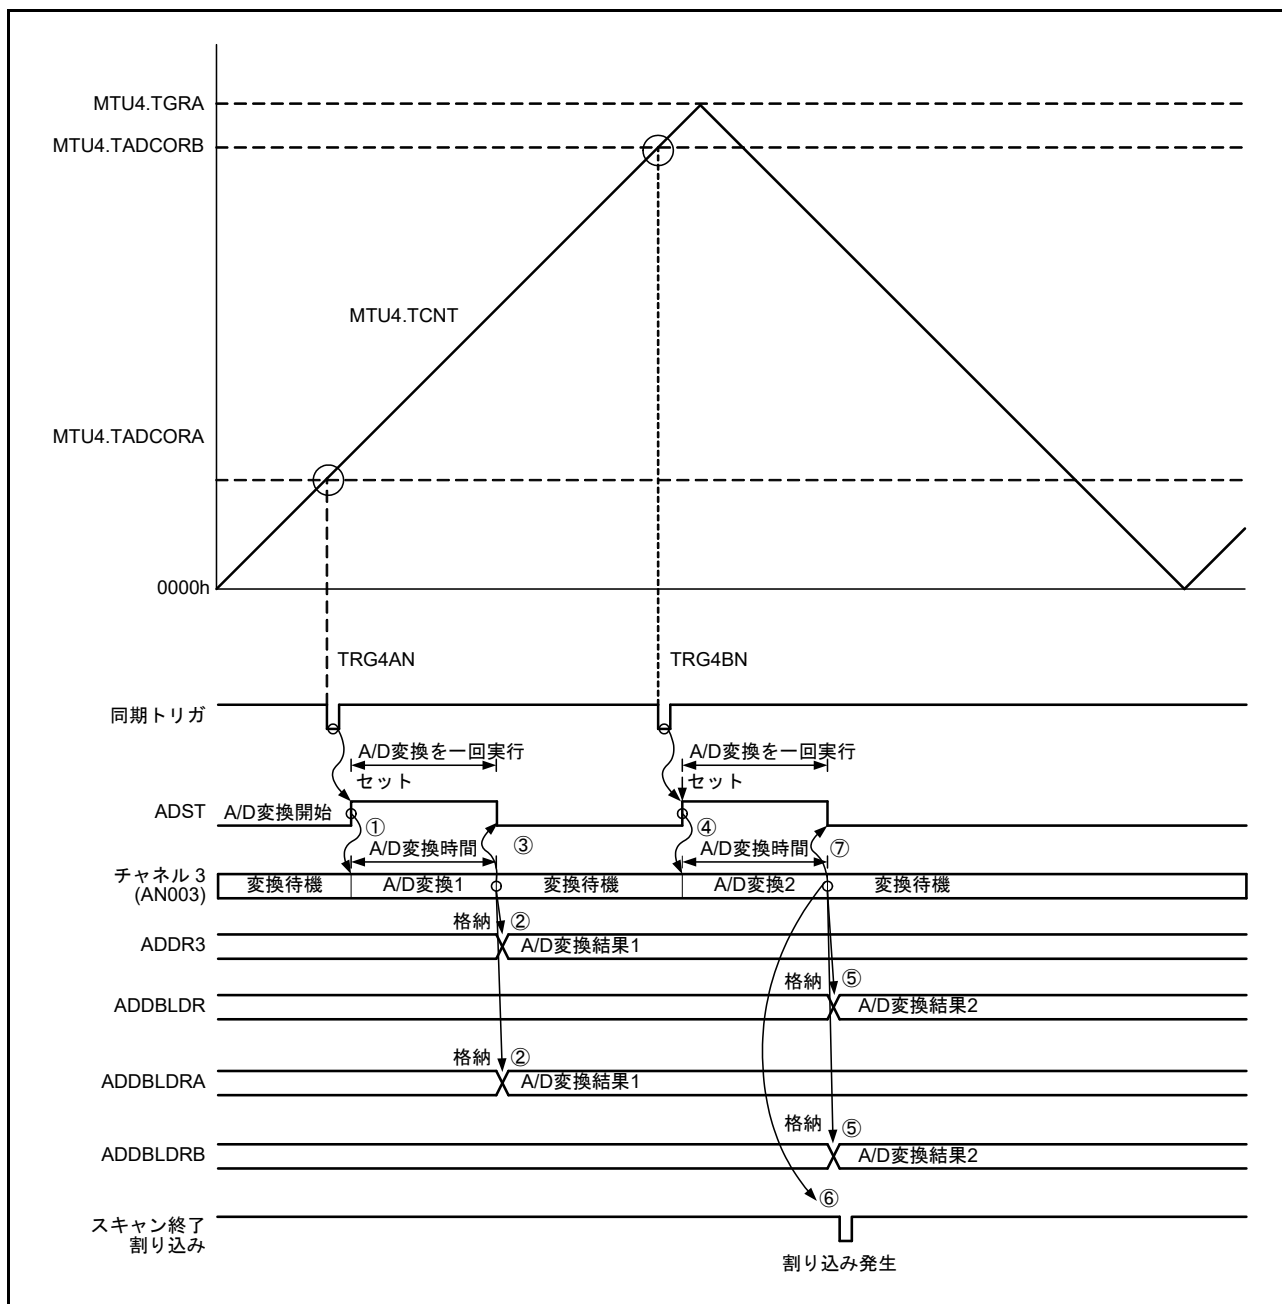 MTU4.TGRA
MTU4.TADCORB
MTU4.TCNT
MTU4.TADCORA
0000h
TRG4AN
TRG4BN
同期トリガ
A/D変換を一回実行
A/D変換を一回実行
セット
セット
ADST
A/D変換開始
①
③
④
⑦
A/D変換時間
A/D変換時間
チャネル 3
(AN003)
変換待機
A/D変換1
変換待機
A/D変換2
変換待機
格納
②
ADDR3
A/D変換結果1
格納
⑤
ADDBLDR
A/D変換結果2
格納
②
ADDBLDRA
A/D変換結果1
格納
⑤
ADDBLDRB
A/D変換結果2
⑥
スキャン終了
割り込み
割り込み発生